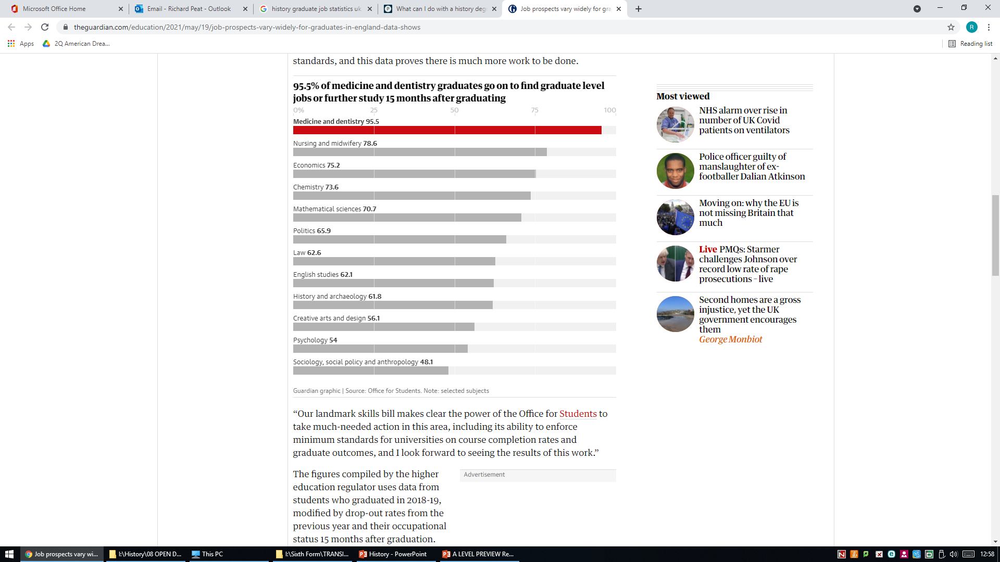 Microsoft Office Home
Email - Richard Peat - Outlook
history graduate job statistics uk
What can I do with a history deg
Job prospects vary widely for gra
theguardian.com/education/2021/may/19/job-prospects-vary-widely-for-graduates-in-england-data-shows
R
Apps
2Q American Drea...
Reading list
standards, and this data proves there is much more work to be done.
95.5% of medicine and dentistry graduates go on to find graduate level
jobs or further study 15 months after graduating
0% 25 50 75 100
Medicine and dentistry 95.5
Nursing and midwifery 78.6
Economics 75.2
Chemistry 73.6
Mathematical sciences 70.7
Politics 65.9
Law 62.6
English studies 62.1
History and archaeology 61.8
Creative arts and design 56.1
Psychology 54
Sociology, social policy and anthropology 48.1
Guardian graphic | Source: Office for Students. Note: selected subjects
“Our landmark skills bill makes clear the power of the Office for Students to
take much-needed action in this area, including its ability to enforce
minimum standards for universities on course completion rates and
graduate outcomes, and I look forward to seeing the results of this work.”
The figures compiled by the higher
education regulator uses data from
students who graduated in 2018-19,
modified by drop-out rates from the
previous year and their occupational
status 15 months after graduation.
Advertisement
Most viewed
NHS alarm over rise in
number of UK Covid
patients on ventilators
Police officer guilty of
manslaughter of ex-
footballer Dalian Atkinson
Moving on: why the EU is
not missing Britain that
much
Live PMQs: Starmer
challenges Johnson over
record low rate of rape
prosecutions – live
Second homes are a gross
injustice, yet the UK
government encourages
them
George Monbiot
Job prospects vary wi...
I:\History\08 OPEN D...
This PC
I:\Sixth Form\TRANSI...
History - PowerPoint
A LEVEL PREVIEW Re...
12:58